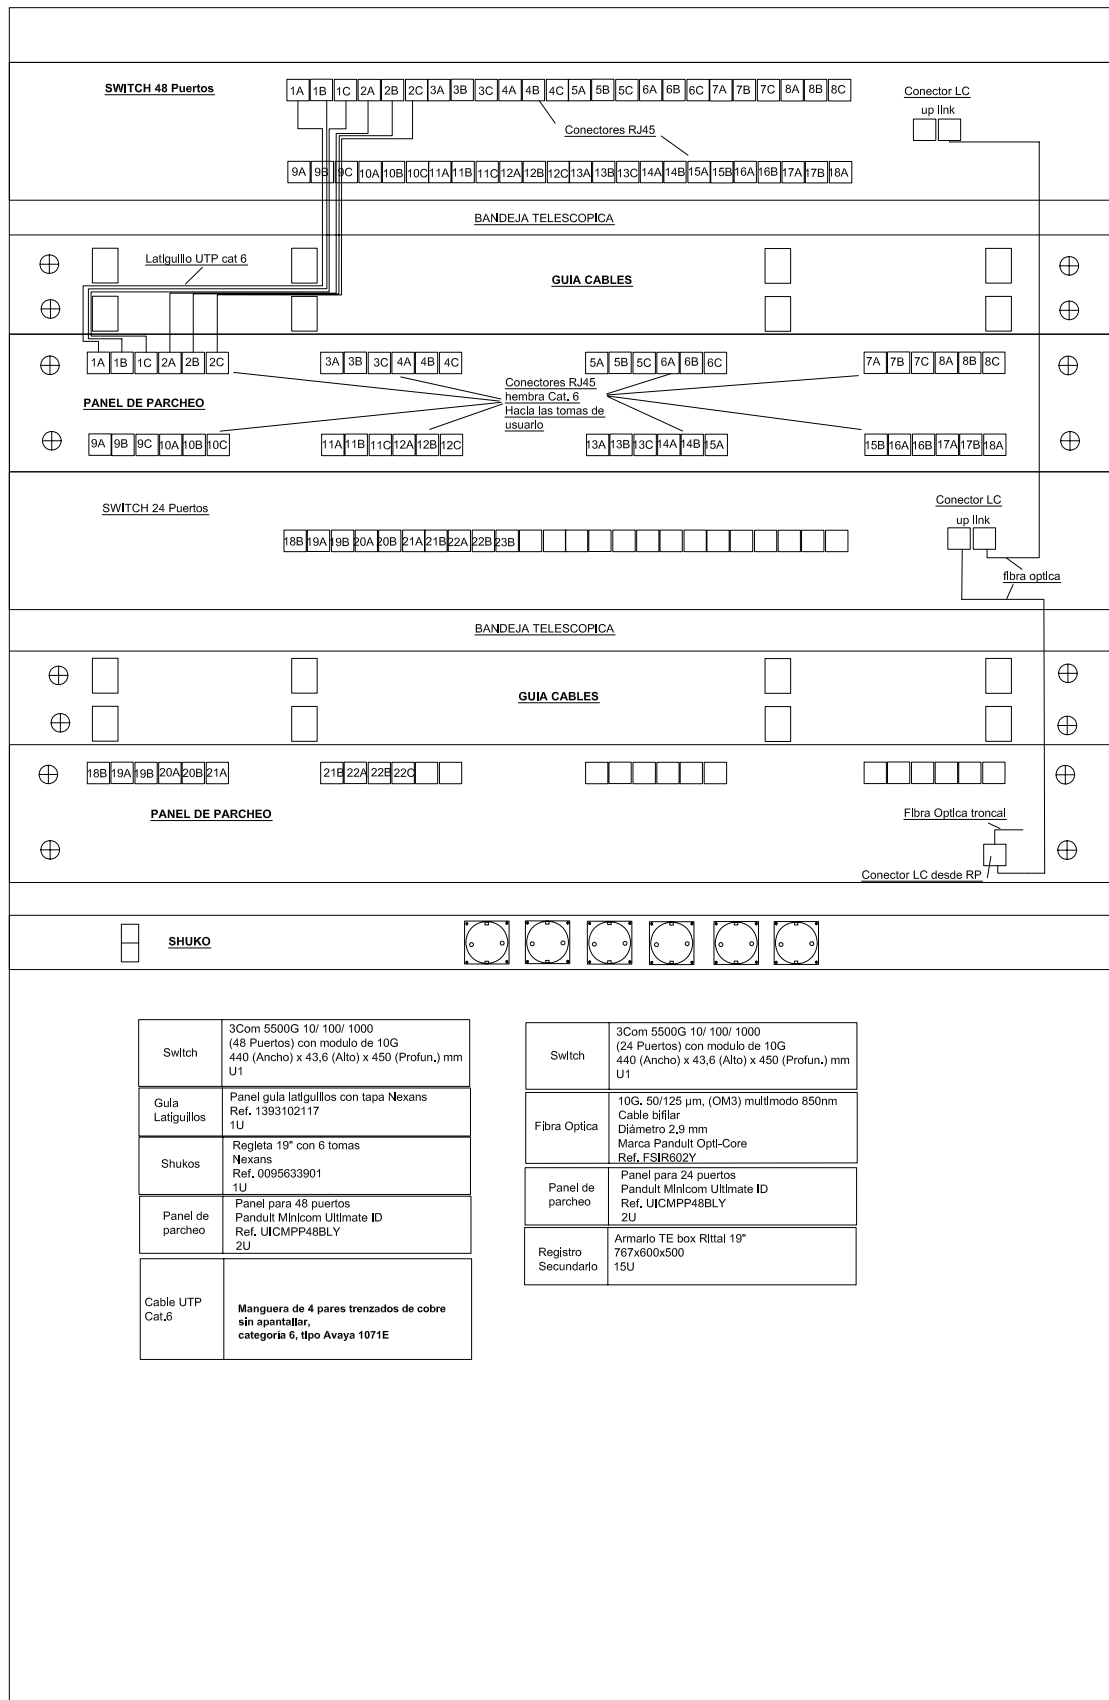 SWITCH 48 Puertos
1A 1B 1C 2A 2B 2C 3A 3B 3C 4A 4B 4C 5A 5B 5C 6A 6B 6C 7A 7B 7C 8A 8B 8C
Conector LC
up link
Conectores RJ45
9A 9B 9C 10A 10B 10C 11A 11B 11C 12A 12B 12C 13A 13B 13C 14A 14B 15A 15B 16A 16B 17A 17B 18A
BANDEJA TELESCOPICA
Latiguillo UTP cat 6
GUIA CABLES
1A 1B 1C 2A 2B 2C 3A 3B 3C 4A 4B 4C 5A 5B 5C 6A 6B 6C 7A 7B 7C 8A 8B 8C
PANEL DE PARCHEO
Conectores RJ45
hembra Cat. 6
Hacia las tomas de
usuario
9A 9B 9C 10A 10B 10C 11A 11B 11C 12A 12B 12C 13A 13B 13C 14A 14B 15A 15B 16A 16B 17A 17B 18A
SWITCH 24 Puertos
Conector LC
up link
18B 19A 19B 20A 20B 21A 21B 22A 22B 23B
fibra optica
BANDEJA TELESCOPICA
GUIA CABLES
18B 19A 19B 20A 20B 21A 21B 22A 22B 22C
PANEL DE PARCHEO
Fibra Optica troncal
Conector LC desde RP
SHUKO
Switch
3Com 5500G 10/ 100/ 1000
(48 Puertos) con modulo de 10G
440 (Ancho) x 43,6 (Alto) x 450 (Profun.) mm
U1
Guia
Latiguillos
Panel guia latiguillos con tapa Nexans
Ref. 1393102117
1U
Shukos
Regleta 19" con 6 tomas
Nexans
Ref. 0095633901
1U
Panel de
parcheo
Panel para 48 puertos
Panduit Minicom Ultimate ID
Ref. UICMPP48BLY
2U
Cable UTP
Cat.6
Manguera de 4 pares trenzados de cobre
sin apantallar,
categoría 6, tipo Avaya 1071E
Switch
3Com 5500G 10/ 100/ 1000
(24 Puertos) con modulo de 10G
440 (Ancho) x 43,6 (Alto) x 450 (Profun.) mm
U1
Fibra Optica
10G. 50/125 µm, (OM3) multimodo 850nm
Cable bifilar
Diámetro 2,9 mm
Marca Panduit Opti-Core
Ref. FSIR602Y
Panel de
parcheo
Panel para 24 puertos
Panduit Minicom Ultimate ID
Ref. UICMPP48BLY
2U
Registro
Secundario
Armario TE box Rittal 19"
767x600x500
15U